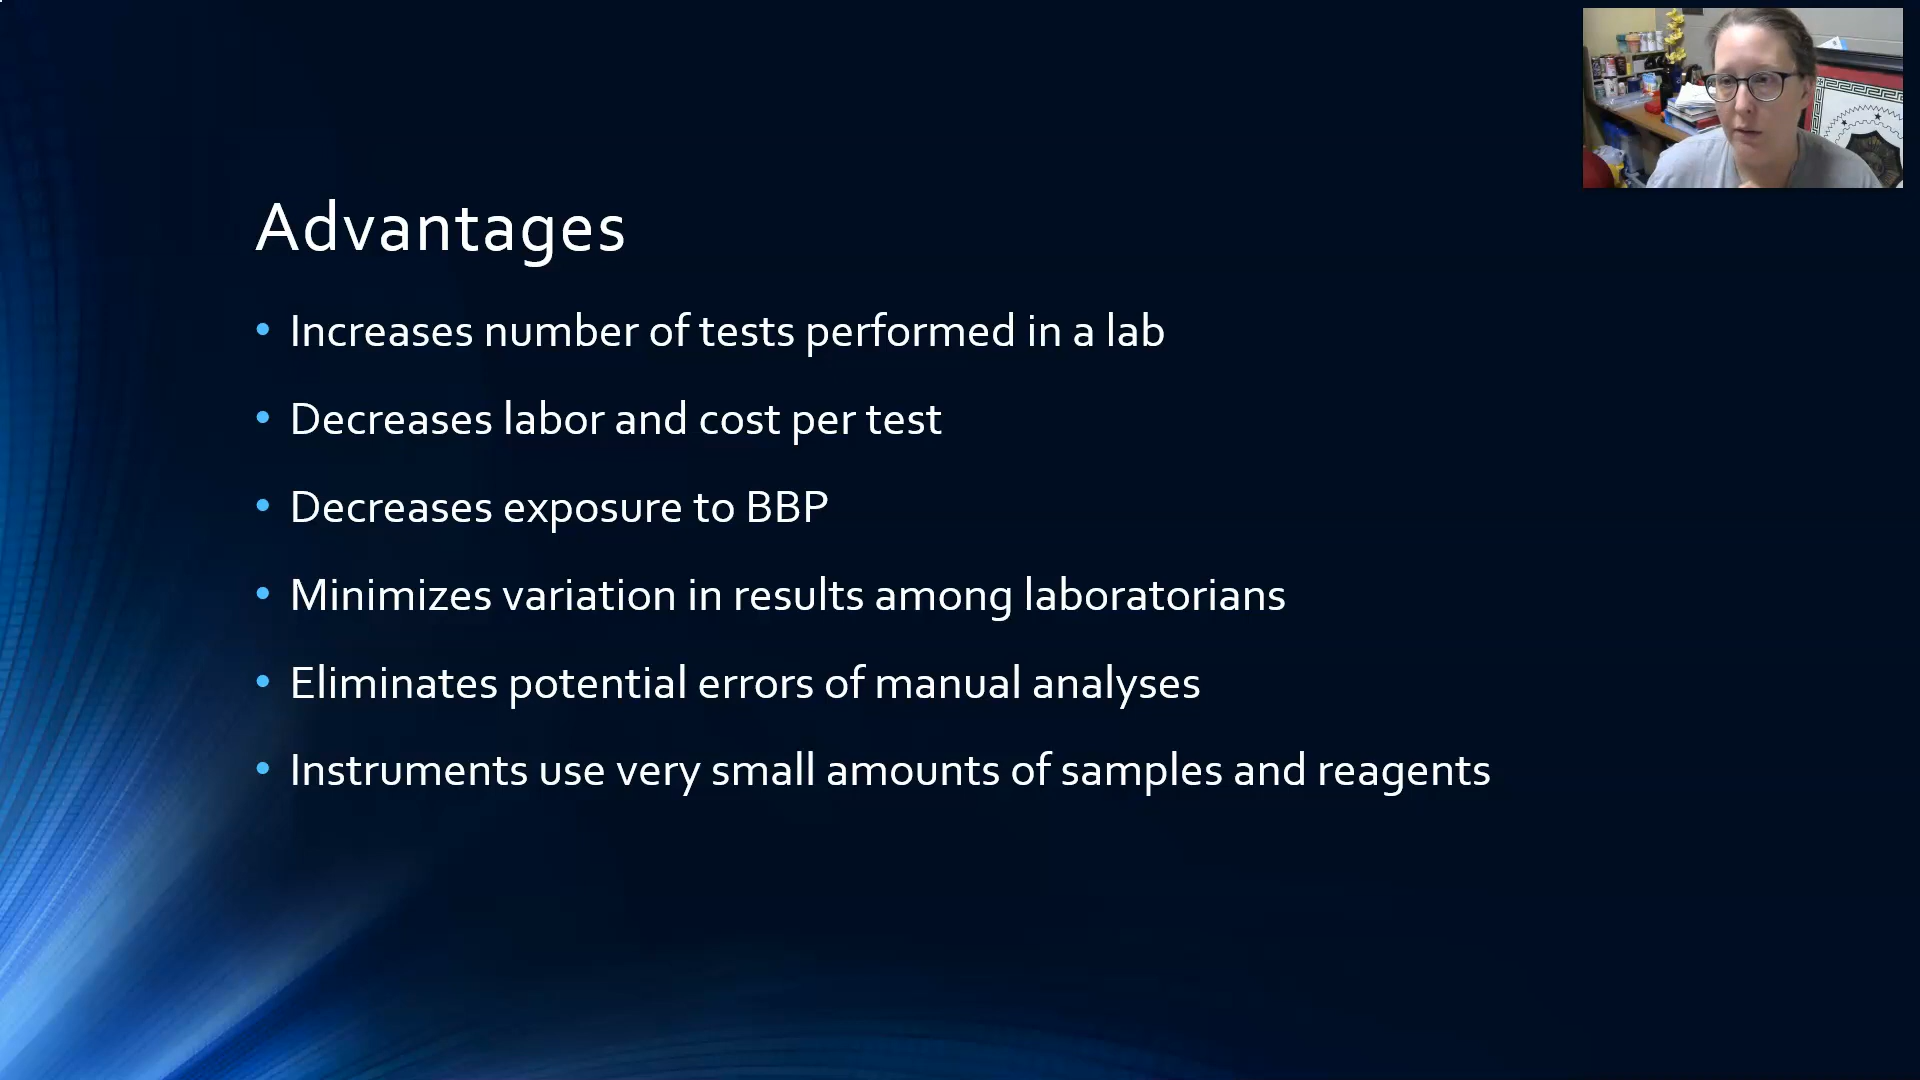 Advantages
Increases number of tests performed in a lab
Decreases labor and cost per test
Decreases exposure to BBP
Minimizes variation in results among laboratorians
Eliminates potential errors of manual analyses
Instruments use very small amounts of samples and reagents